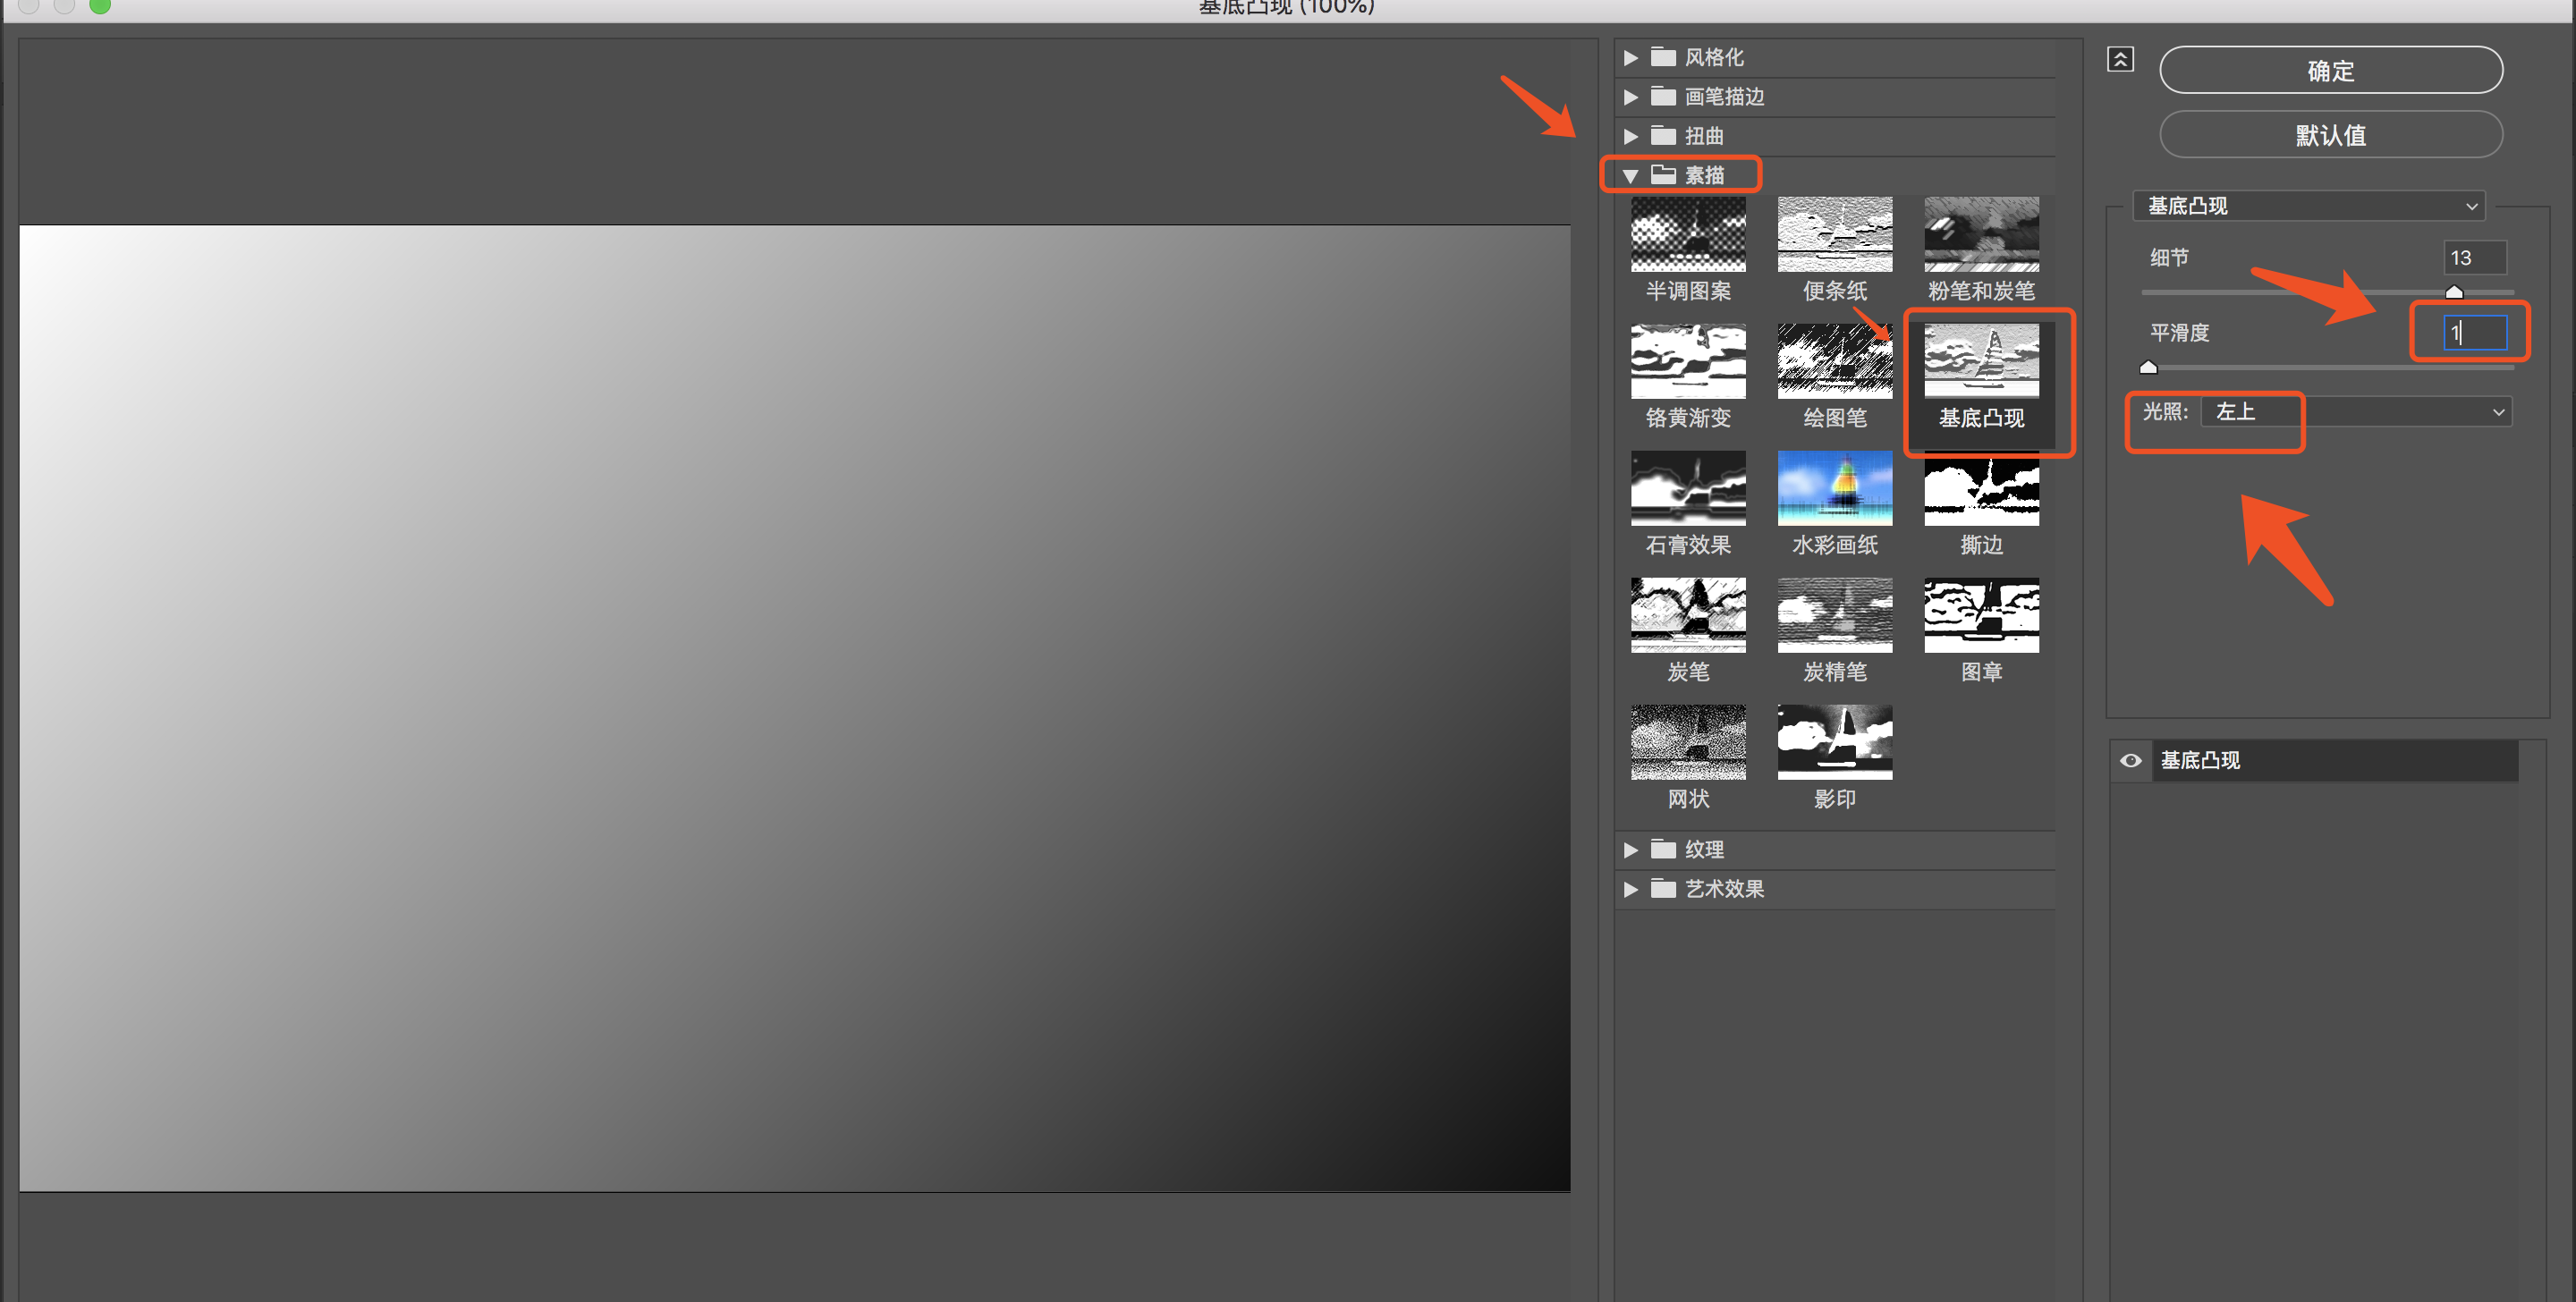 基底凸现 (100%)
风格化
画笔描边
扭曲
素描
半调图案
便条纸
粉笔和炭笔
铬黄渐变
绘图笔
基底凸现
石膏效果
水彩画纸
撕边
炭笔
炭精笔
图章
网状
影印
纹理
艺术效果
确定
默认值
基底凸现
细节 13
平滑度 1
光照: 左上
基底凸现